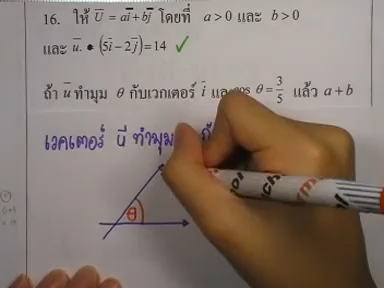 16. ให้ U̅ = ai̅ + bj̅ โดยที่ a > 0 และ b > 0
และ u̅. • (5i̅ − 2j̅) = 14 ✓
ถ้า u̅ ทำมุม θ กับเวกเตอร์ i̅ และ cos θ = 3/5 แล้ว a + b
เวคเตอร์ u̅ ทำมุม กั
θ